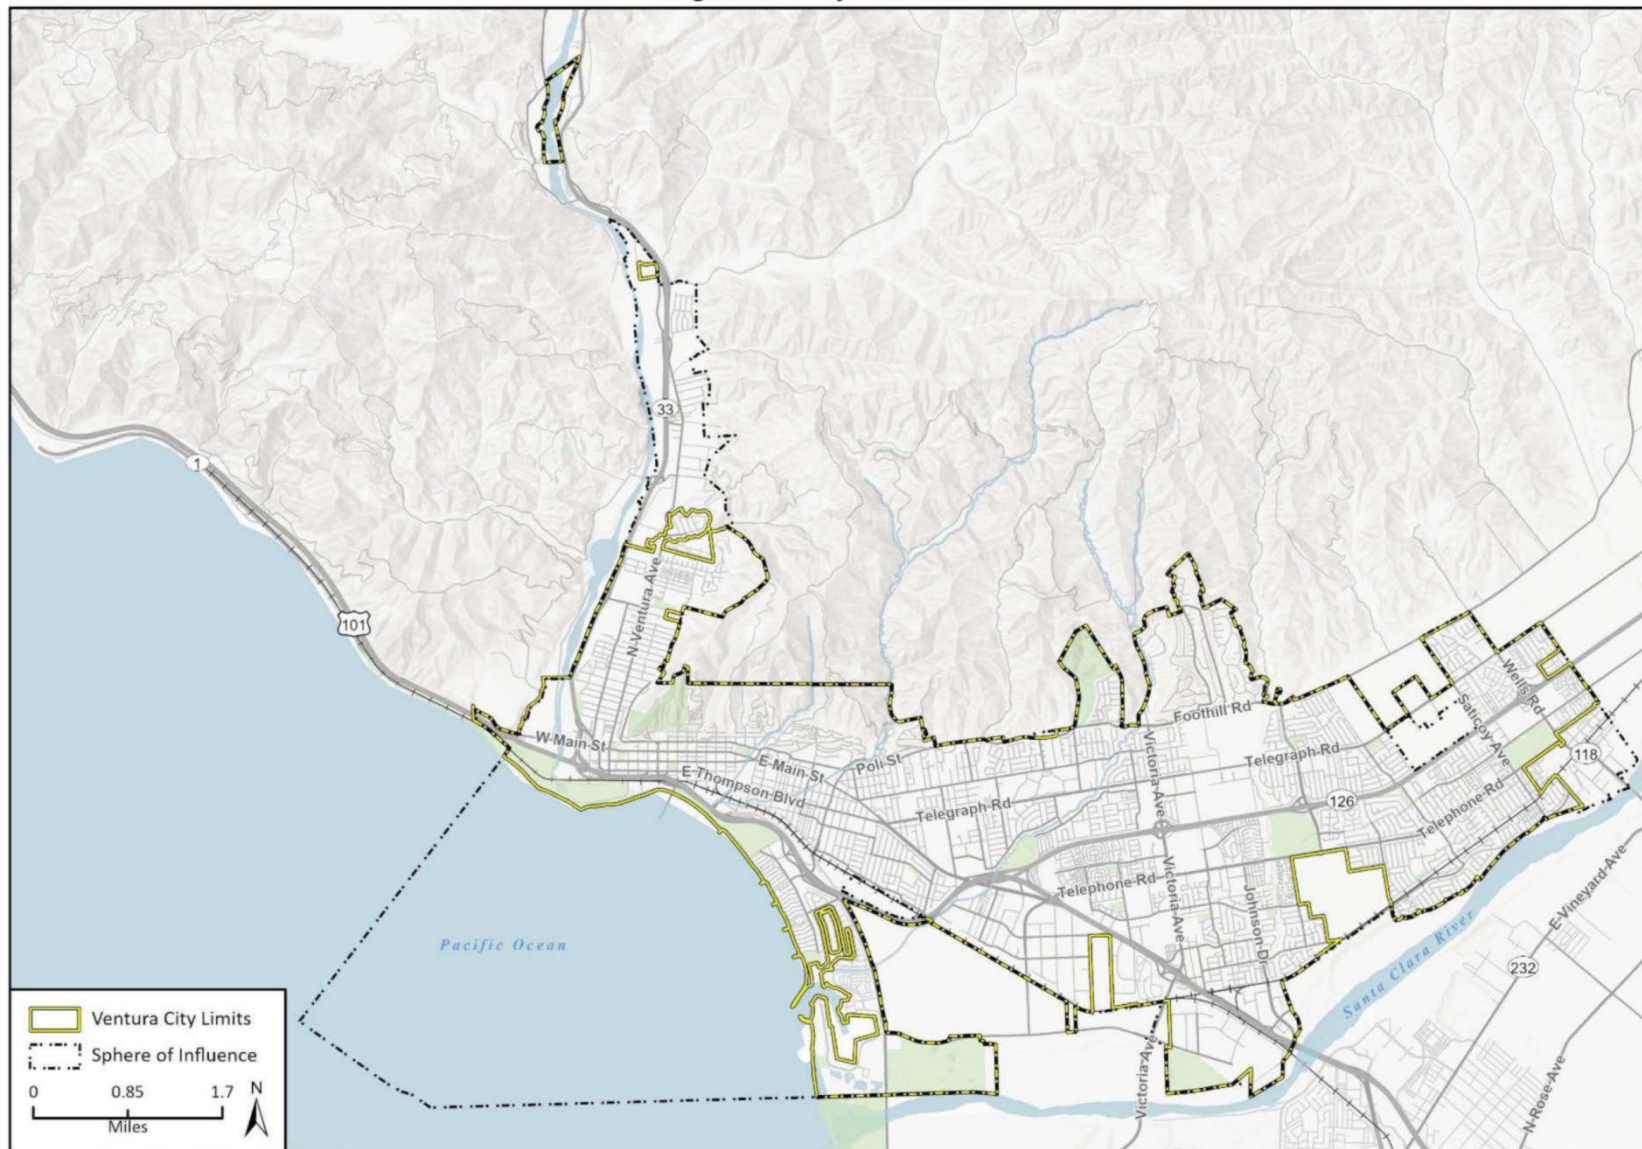 33
1
101
N-Ventura Ave
Foothill Rd
Wells Rd
Saticoy Ave
W-Main St
E-Main-St
Poli-St
Victoria-Ave
Telegraph-Rd
118
E-Thompson-Blvd
Telegraph-Rd
126
Telephone-Rd
Telephone-Rd
Victoria-Ave
Johnson-Dr
E-Vineyard-Ave
Pacific Ocean
Santa Clara River
232
Victoria-Ave
N-Rose-Ave
Ventura City Limits
Sphere of Influence
0 0.85 1.7 N
Miles